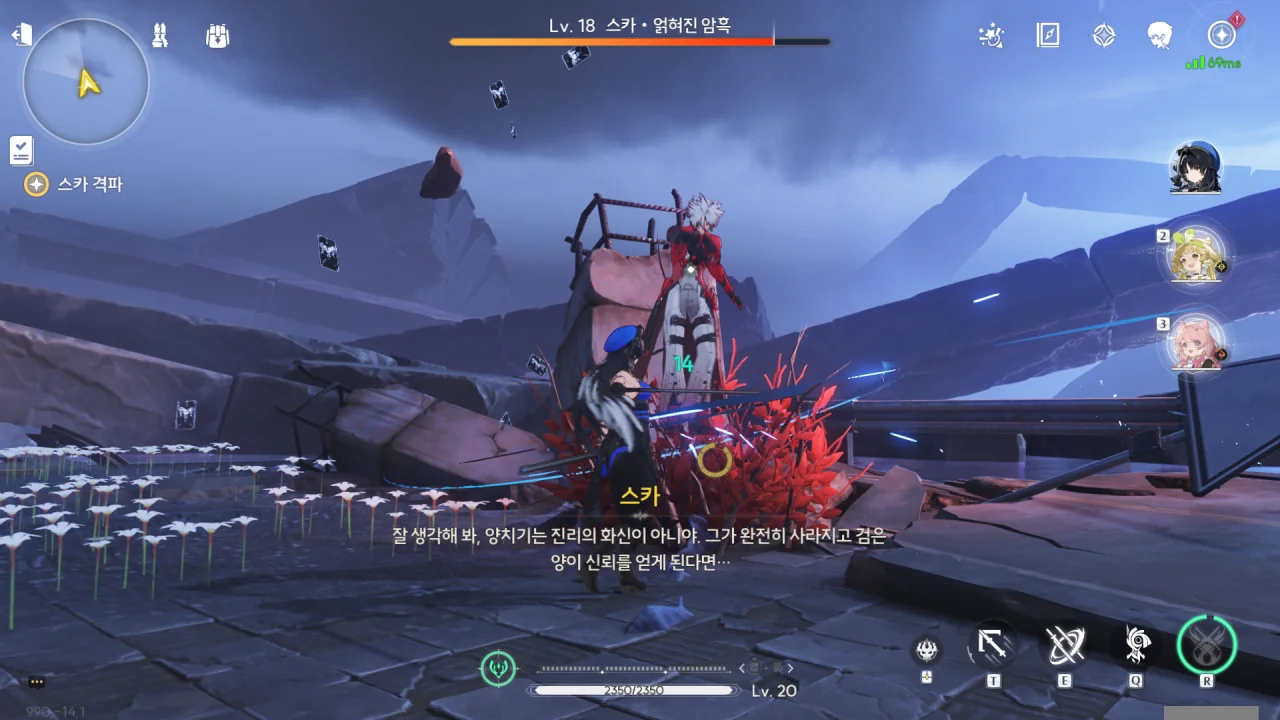 Lv. 18 스카 · 얽혀진 암흑
69ms
스카 격파
2
3
14
스카
잘 생각해 봐, 양치기는 진리의 화신이 아니야. 그가 완전히 사라지고 검은
양이 신뢰를 얻게 된다면…
T
E
Q
R
2350/2350
Lv. 20
990,-14,1